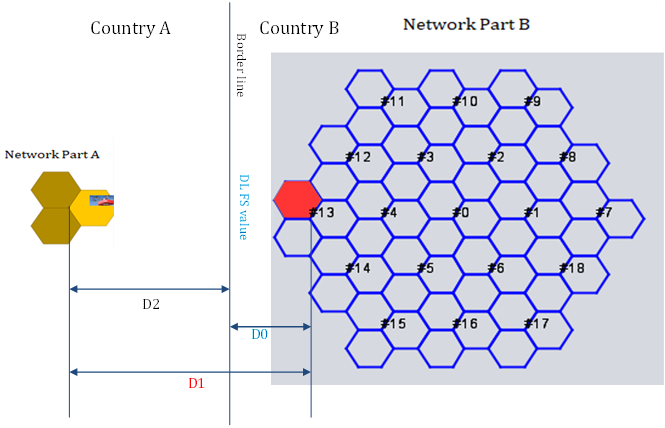 Country A
Country B
Network Part B
Border line
Network Part A
DL FS value
#11
#10
#9
#12
#3
#2
#8
#13
#4
#0
#1
#7
#14
#5
#6
#18
#15
#16
#17
D2
D0
D1